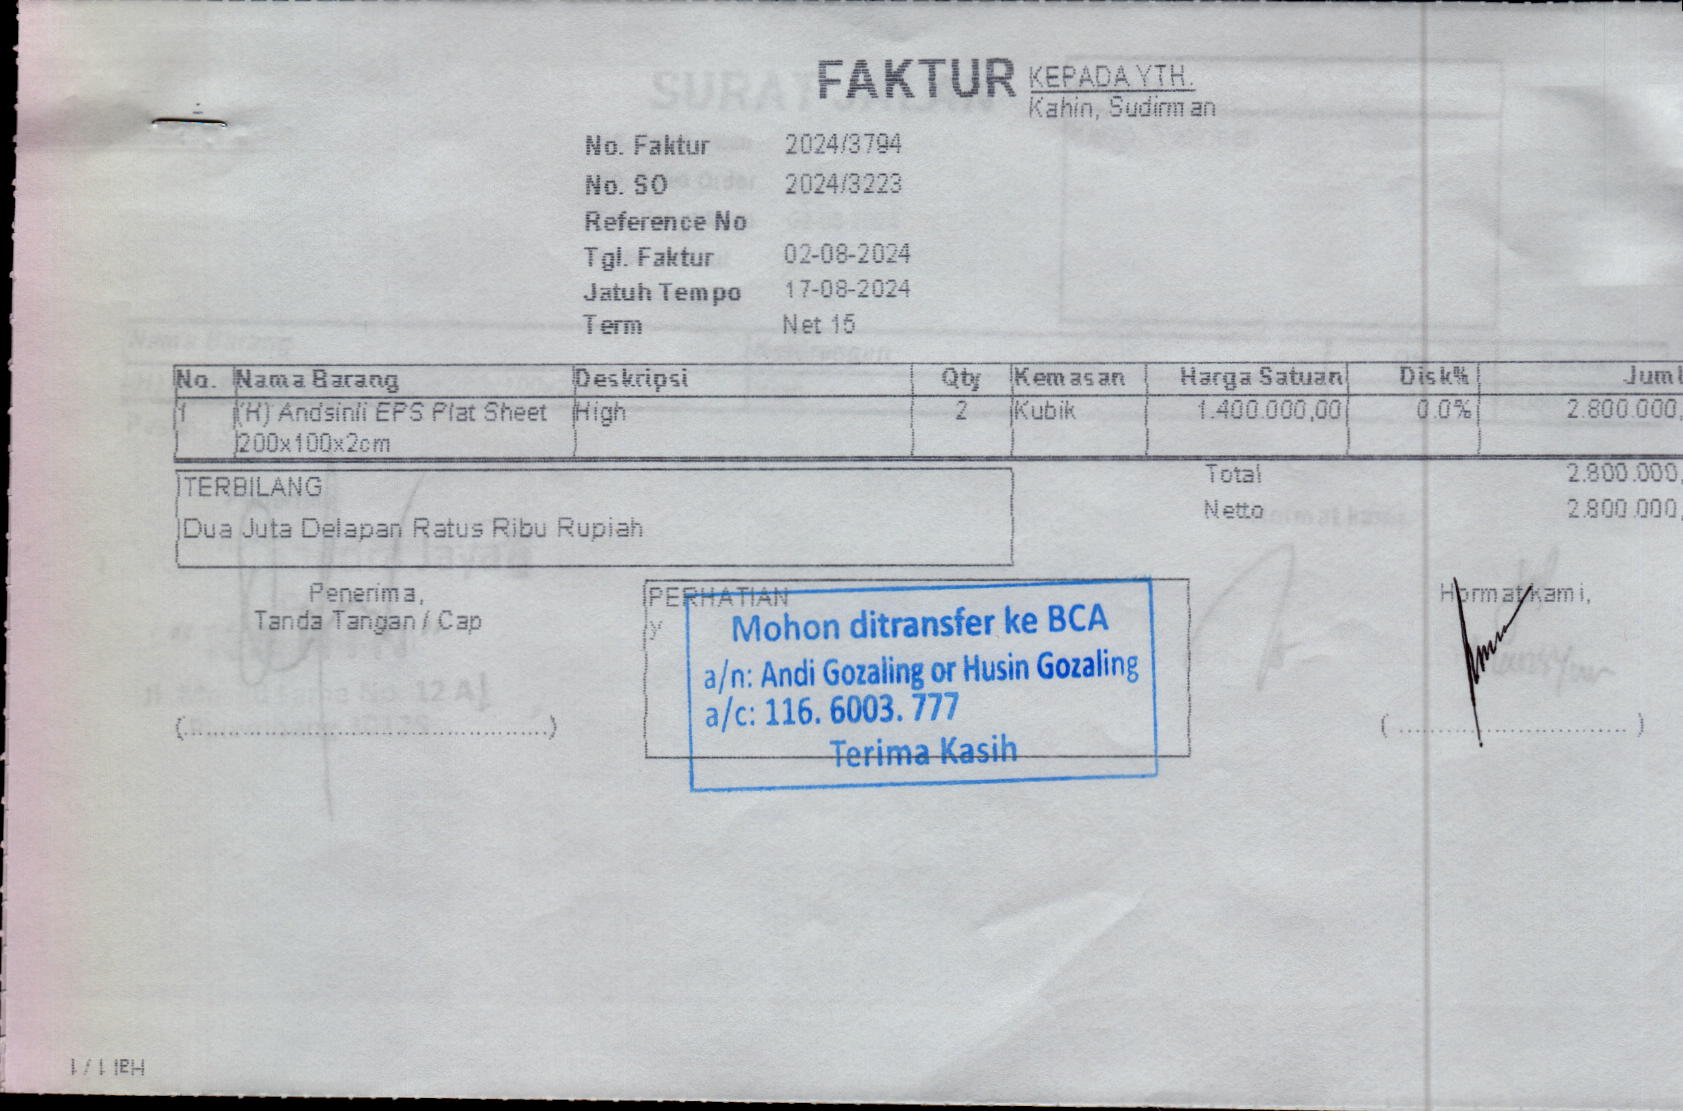 FAKTUR
KEPADA YTH.
Kahin, Sudirman
No. Faktur 2024/3794
No. SO 2024/3223
Reference No
Tgl. Faktur 02-08-2024
Jatuh Tempo 17-08-2024
Term Net 15
No. Nama Barang Deskripsi Qty Kemasan Harga Satuan Disk% Juml
1 (H) Andsinli EPS Plat Sheet High 2 Kubik 1.400.000,00 0.0% 2.800.000,
200x100x2cm
TERBILANG
Dua Juta Delapan Ratus Ribu Rupiah
Total 2.800.000,
Netto 2.800.000,
Penerima,
Tanda Tangan / Cap
PERHATIAN
y
Mohon ditransfer ke BCA
a/n: Andi Gozaling or Husin Gozaling
a/c: 116. 6003. 777
Terima Kasih
Hormat kami,
(............................................)
(............................)
Hal 1 / 1